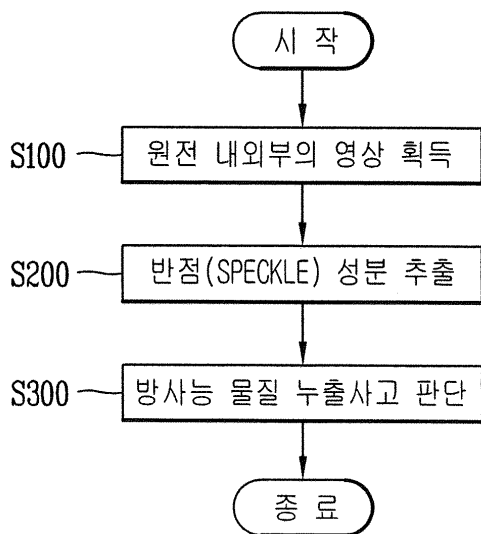 시 작
S100 원전 내외부의 영상 획득
S200 반점(SPECKLE) 성분 추출
S300 방사능 물질 누출사고 판단
종 료